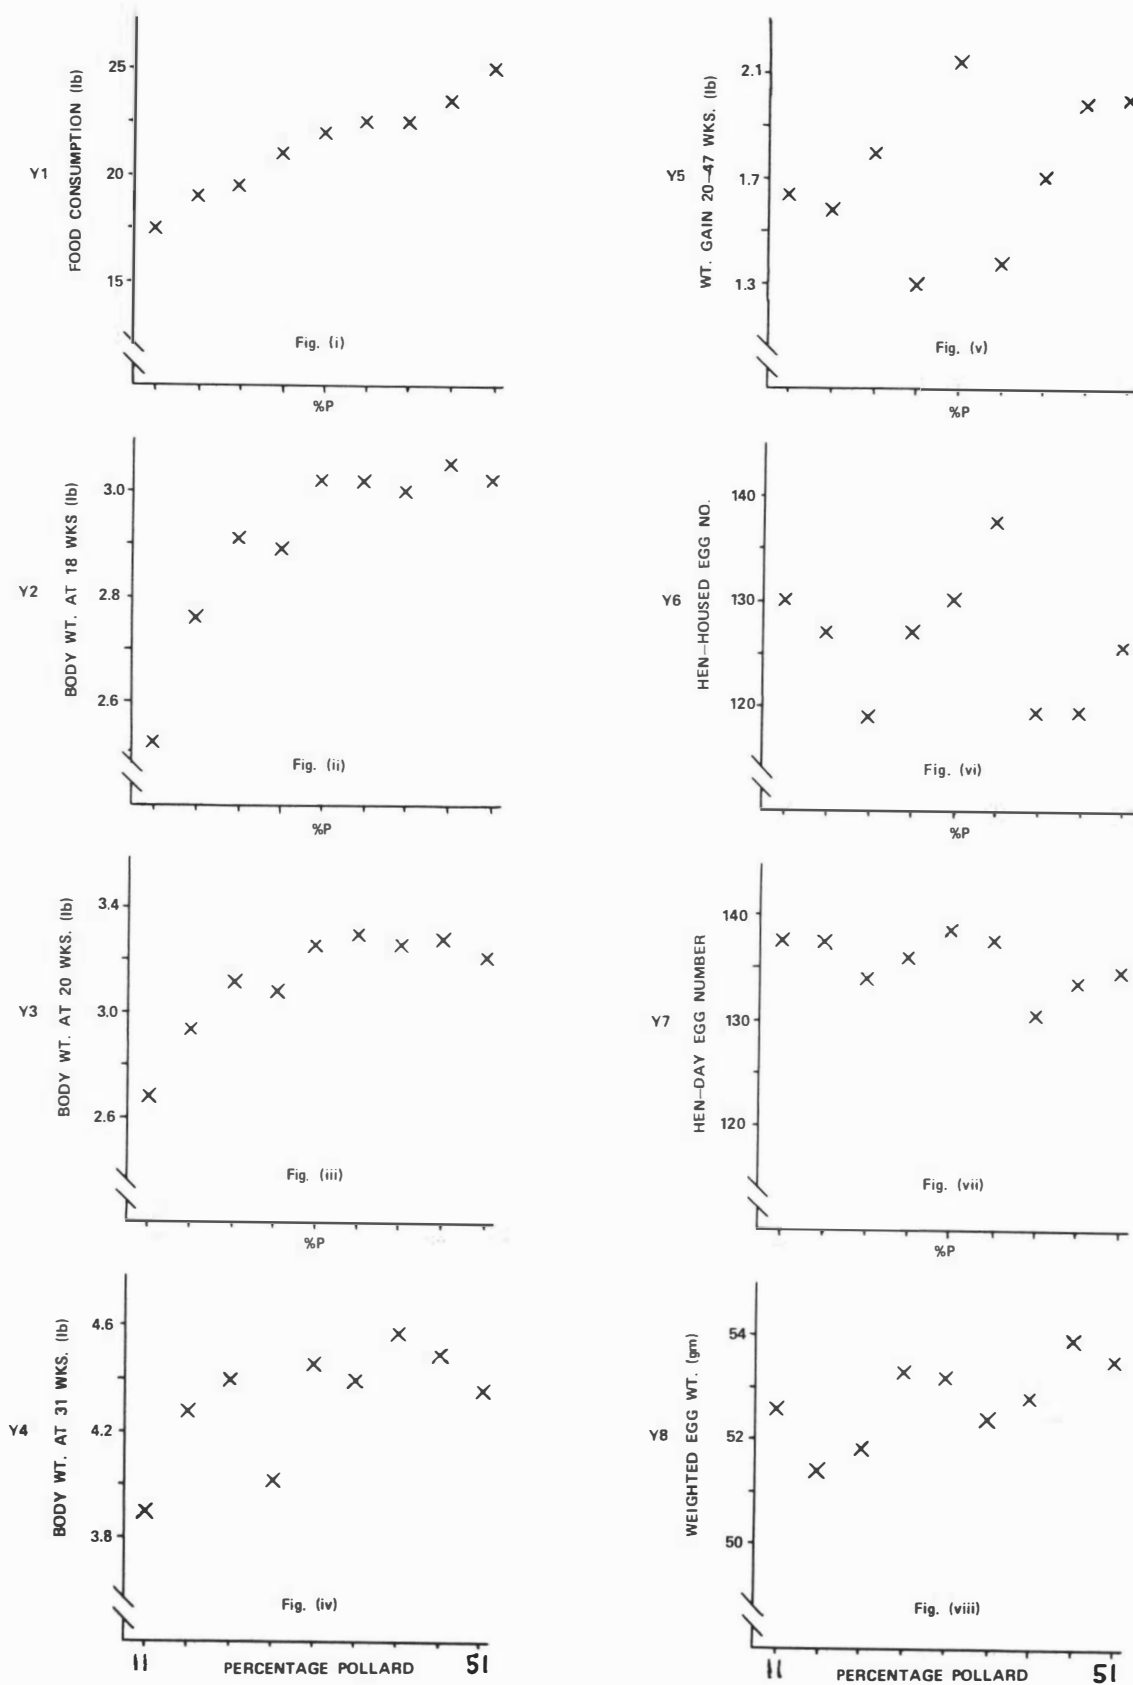 25
20
15
Y1
FOOD CONSUMPTION (lb)
Fig. (i)
%P
3.0
2.8
2.6
Y2
BODY WT. AT 18 WKS (lb)
Fig. (ii)
%P
3.4
3.0
2.6
Y3
BODY WT. AT 20 WKS. (lb)
Fig. (iii)
%P
4.6
4.2
3.8
Y4
BODY WT. AT 31 WKS. (lb)
Fig. (iv)
11
PERCENTAGE POLLARD
51
2.1
1.7
1.3
Y5
WT. GAIN 20-47 WKS. (lb)
Fig. (v)
%P
140
130
120
Y6
HEN-HOUSED EGG NO.
Fig. (vi)
%P
140
130
120
Y7
HEN-DAY EGG NUMBER
Fig. (vii)
%P
54
52
50
Y8
WEIGHTED EGG WT. (gm)
Fig. (viii)
11
PERCENTAGE POLLARD
51